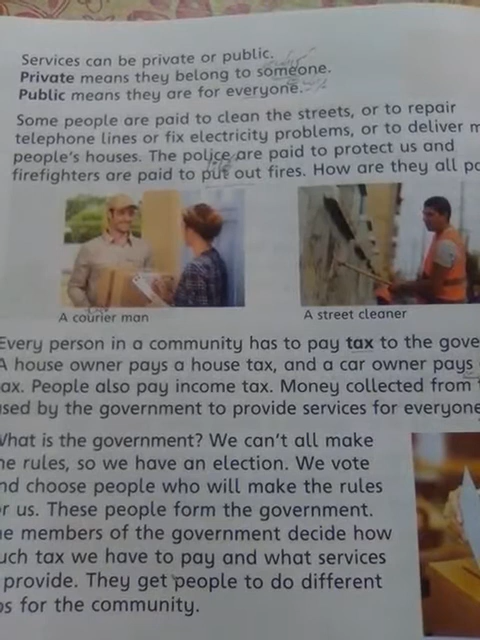 Services can be private or public.
Private means they belong to someone.
Public means they are for everyone.
Some people are paid to clean the streets, or to repair
telephone lines or fix electricity problems, or to deliver m
people's houses. The police are paid to protect us and
firefighters are paid to put out fires. How are they all pa
A courier man
A street cleaner
Every person in a community has to pay tax to the gove
A house owner pays a house tax, and a car owner pays
ax. People also pay income tax. Money collected from
used by the government to provide services for everyone
What is the government? We can't all make
he rules, so we have an election. We vote
nd choose people who will make the rules
or us. These people form the government.
e members of the government decide how
uch tax we have to pay and what services
provide. They get people to do different
bs for the community.